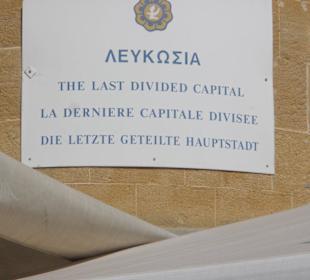 ΛΕΥΚΩΣΙΑ
THE LAST DIVIDED CAPITAL
LA DERNIERE CAPITALE DIVISEE
DIE LETZTE GETEILTE HAUPTSTADT